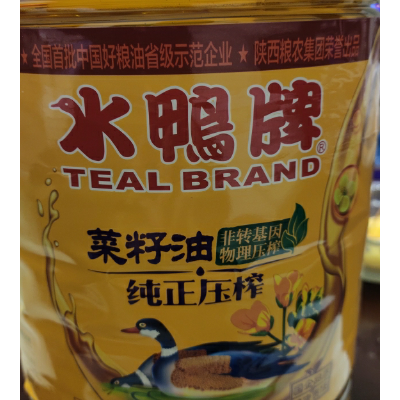 ★全国首批中国好粮油省级示范企业 ★陕西粮农集团荣誉出品
水鸭牌®
TEAL BRAND
菜籽油
非转基因
物理压榨
纯正压榨